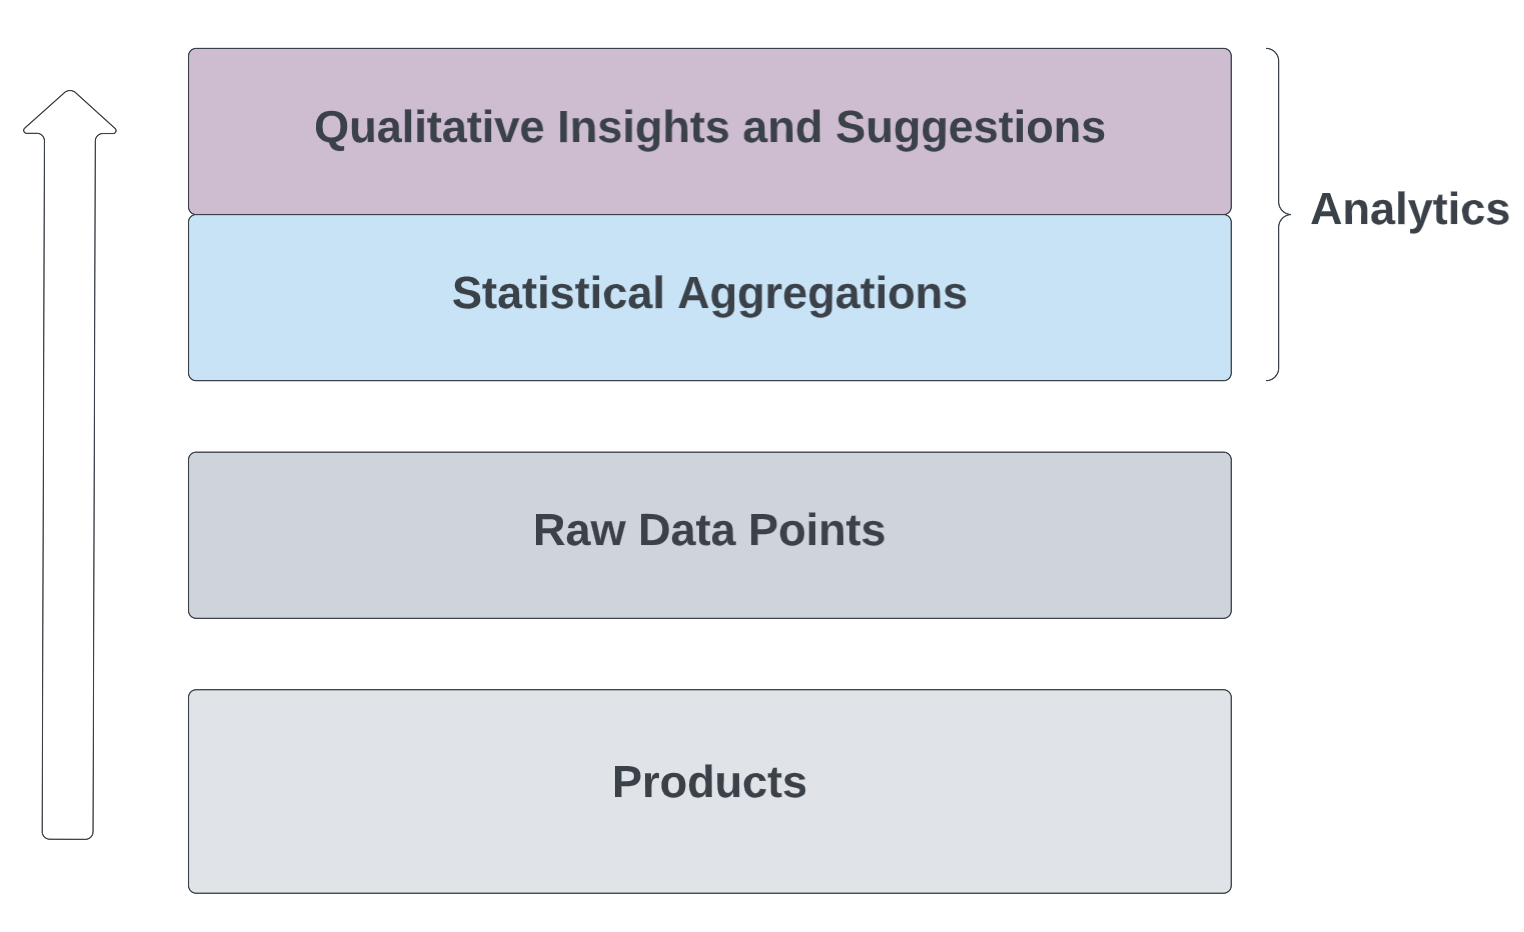 Qualitative Insights and Suggestions
Analytics
Statistical Aggregations
Raw Data Points
Products